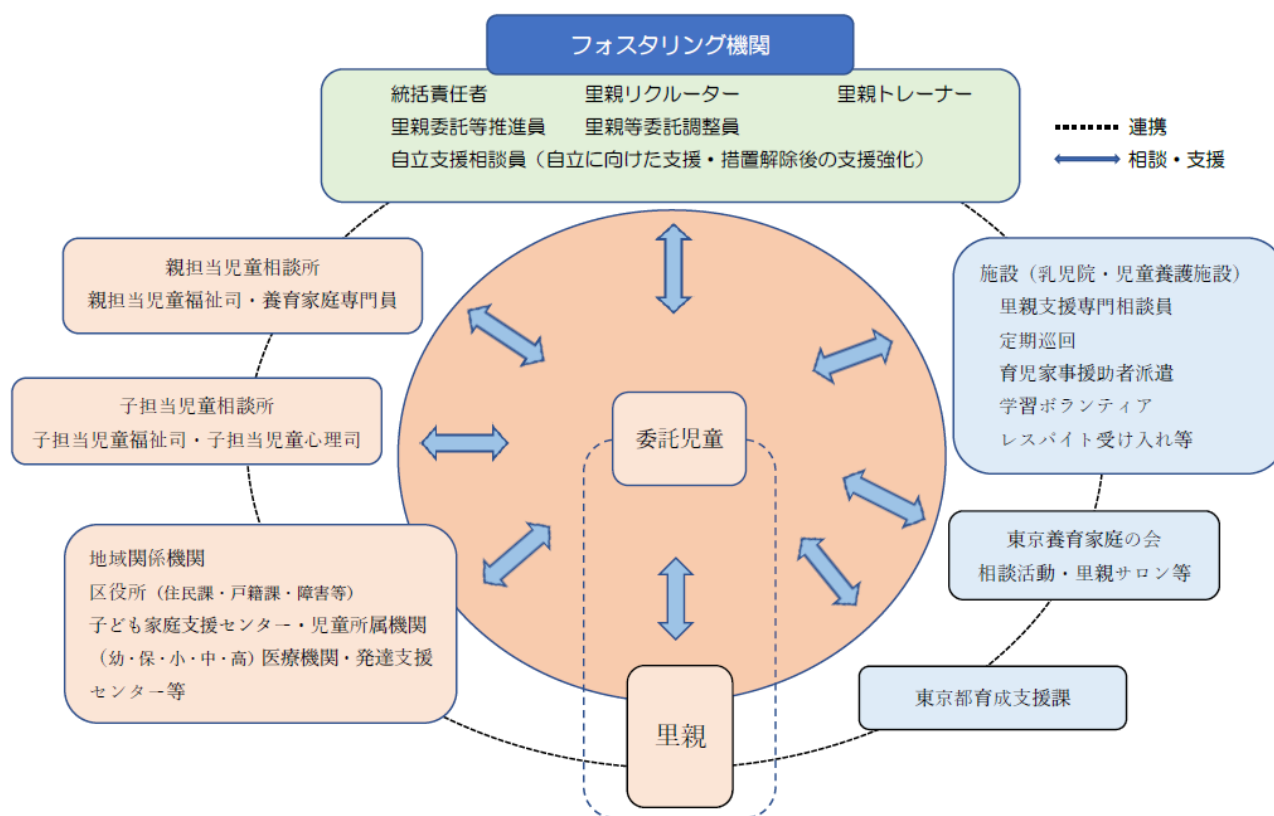 フォスタリング機関
統括責任者 里親リクルーター 里親トレーナー
里親委託等推進員 里親等委託調整員
自立支援相談員（自立に向けた支援・措置解除後の支援強化）
連携
相談・支援
親担当児童相談所
親担当児童福祉司・養育家庭専門員
子担当児童相談所
子担当児童福祉司・子担当児童心理司
地域関係機関
区役所（住民課・戸籍課・障害等）
子ども家庭支援センター・児童所属機関
（幼・保・小・中・高）医療機関・発達支援
センター等
委託児童
里親
施設（乳児院・児童養護施設）
里親支援専門相談員
定期巡回
育児家事援助者派遣
学習ボランティア
レスパイト受け入れ等
東京養育家庭の会
相談活動・里親サロン等
東京都育成支援課